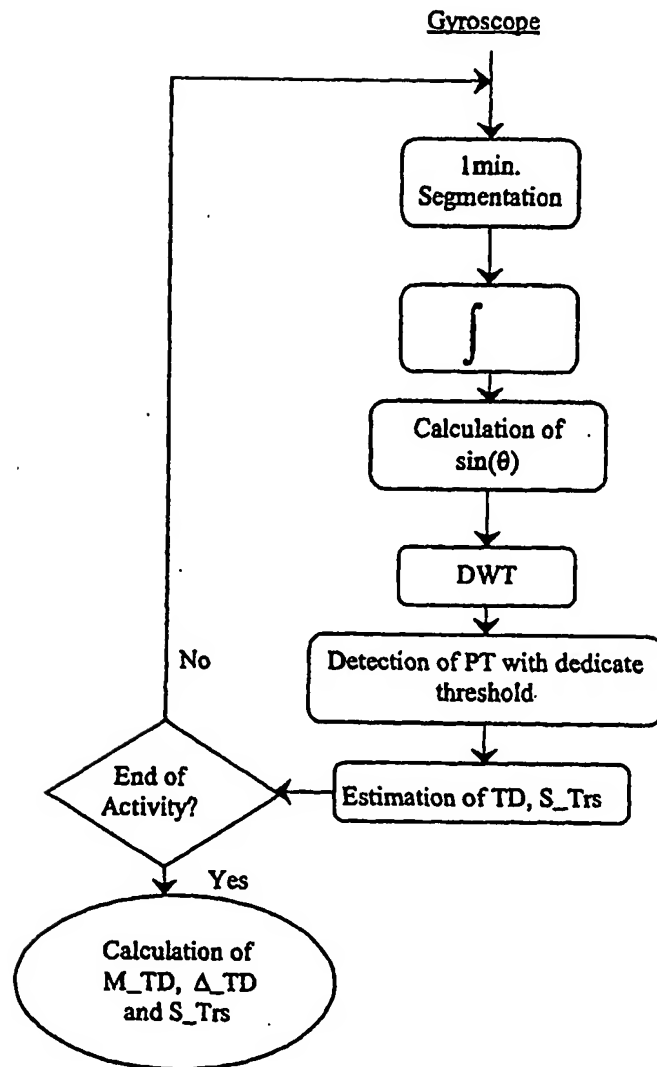 Gyroscope
1min.
Segmentation
∫
Calculation of
sin(θ)
DWT
Detection of PT with dedicate
threshold
Estimation of TD, S_Trs
No
End of
Activity?
Yes
Calculation of
M_TD, Δ_TD
and S_Trs